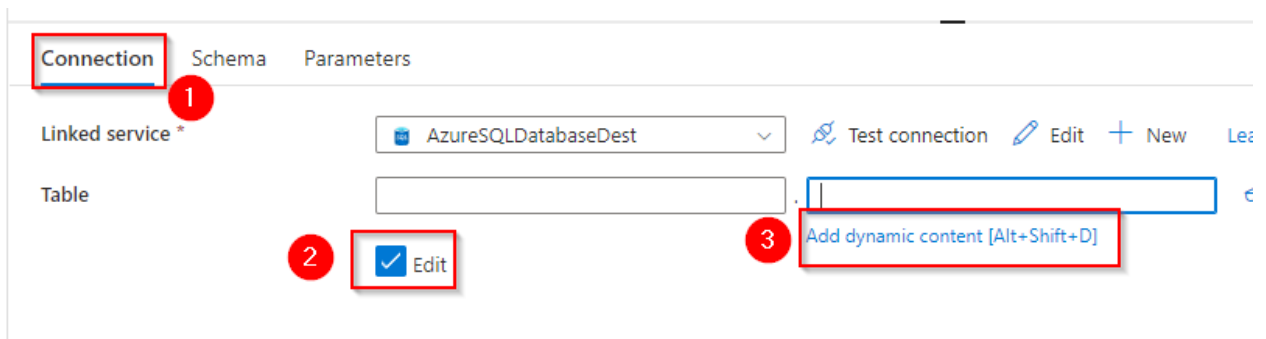 Connection Schema Parameters
1
Linked service * AzureSQLDatabaseDest Test connection Edit New
Table .
3 Add dynamic content [Alt+Shift+D]
2 Edit